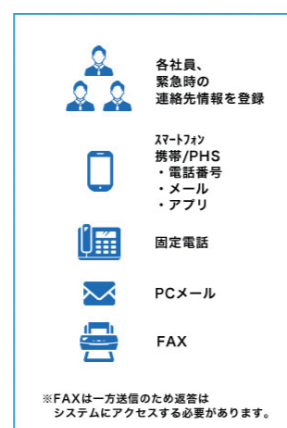 各社員、
緊急時の
連絡先情報を登録
ｽﾏｰﾄﾌｫﾝ
携帯/PHS
・電話番号
・メール
・アプリ
固定電話
PCメール
FAX
※FAXは一方送信のため返答は
システムにアクセスする必要があります。